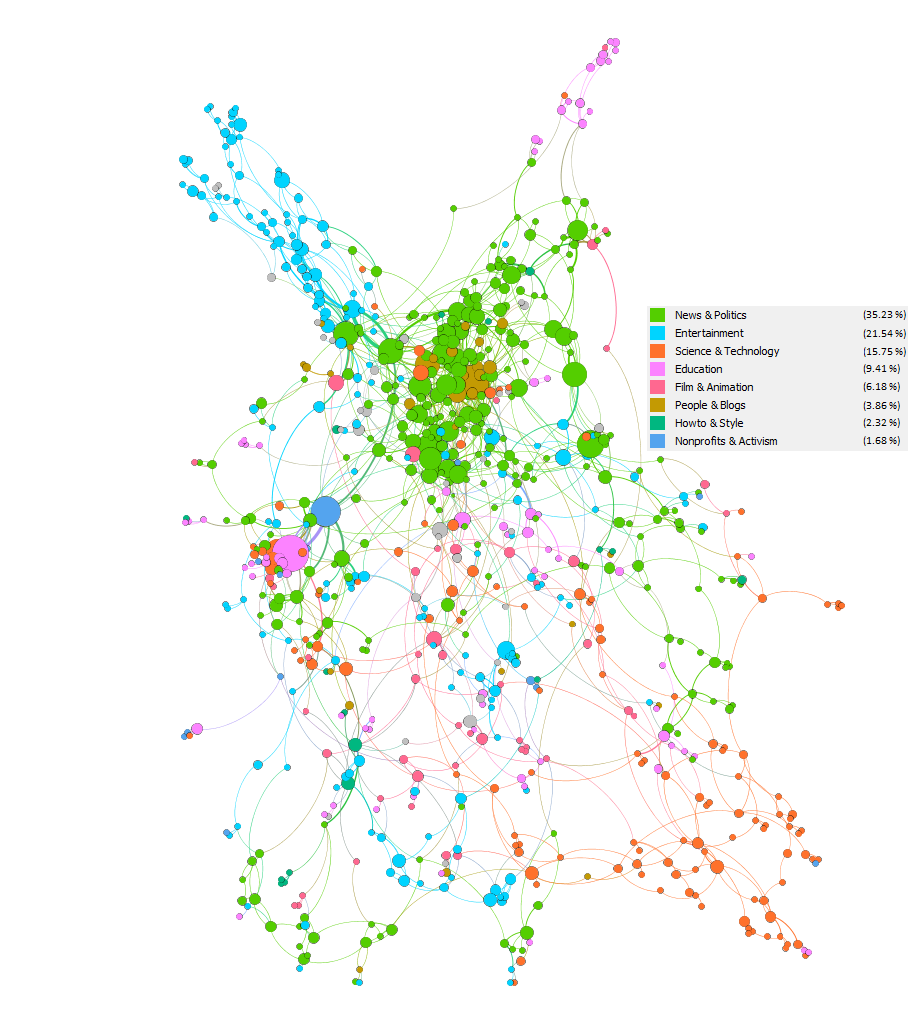 News & Politics (35.23 %)
Entertainment (21.54 %)
Science & Technology (15.75 %)
Education (9.41 %)
Film & Animation (6.18 %)
People & Blogs (3.86 %)
Howto & Style (2.32 %)
Nonprofits & Activism (1.68 %)